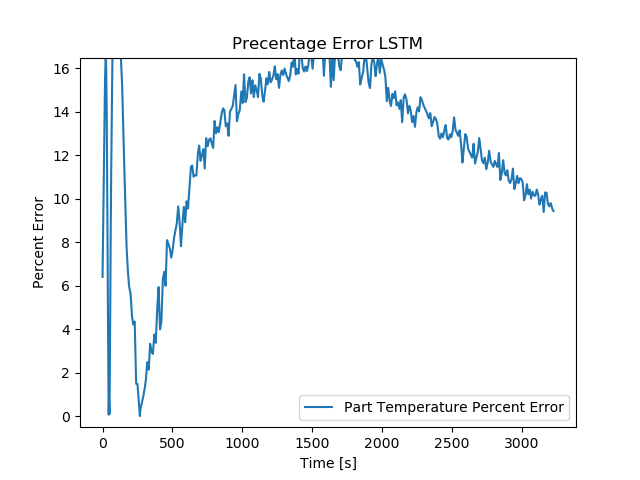 Precentage Error LSTM
Percent Error
16
14
12
10
8
6
4
2
0
0 500 1000 1500 2000 2500 3000
Time [s]
Part Temperature Percent Error